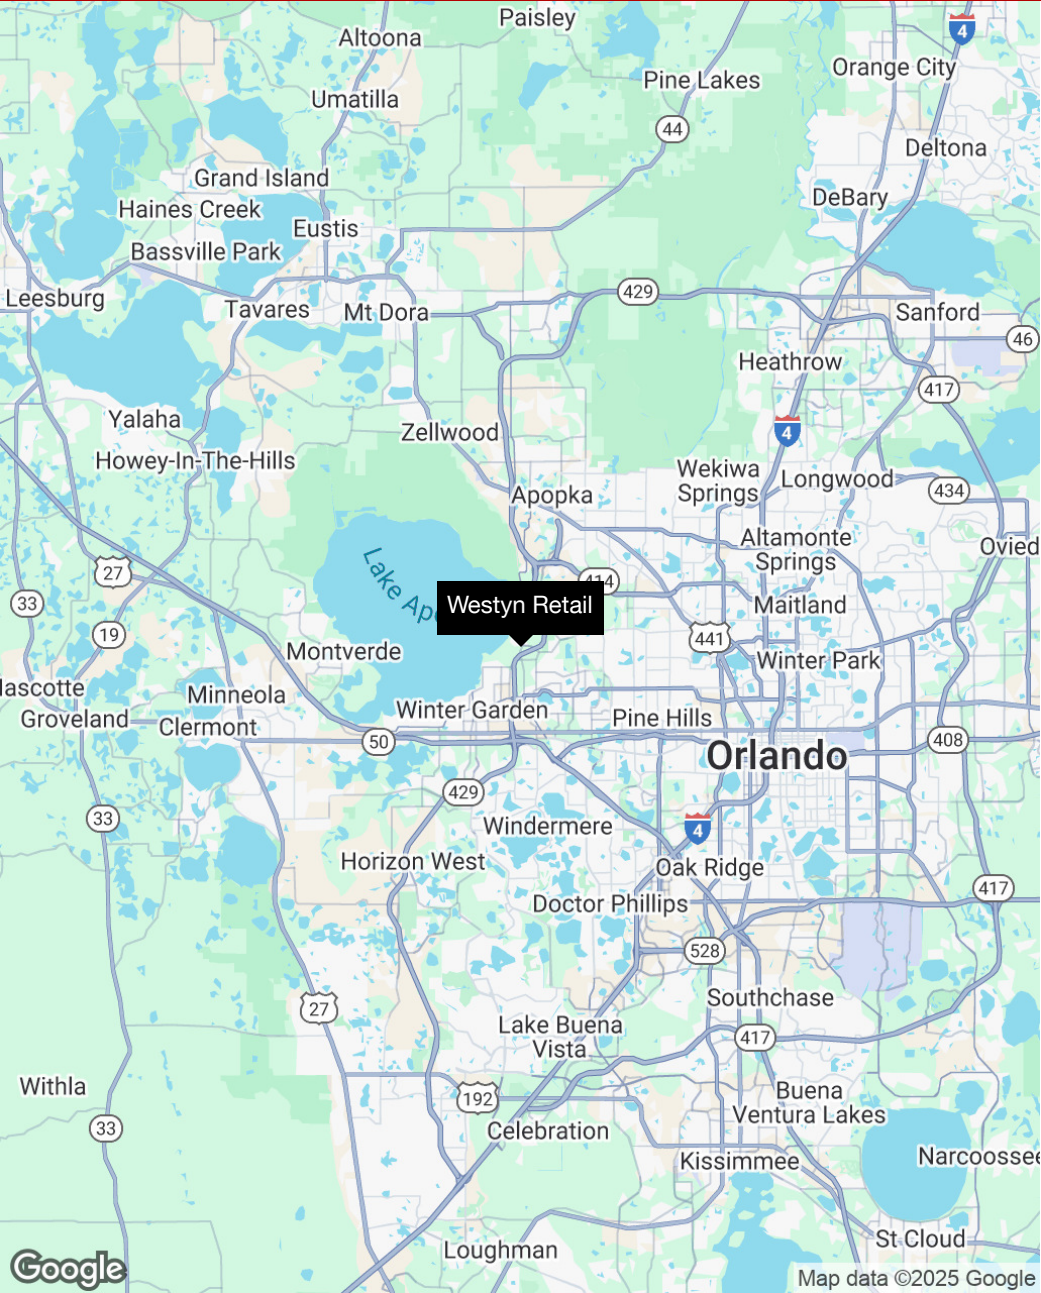 Paisley
Altoona
4
Orange City
Pine Lakes
Umatilla
44
Deltona
Grand Island
DeBary
Haines Creek
Eustis
Bassville Park
429
Leesburg
Tavares
Mt Dora
Sanford
46
Heathrow
417
Yalaha
4
Zellwood
Howey-In-The-Hills
Wekiwa
Springs
Longwood
434
Apopka
Altamonte
Springs
Ovied
27
Lake Apo
414
33
Westyn Retail
Maitland
19
441
Montverde
Winter Park
lascotte
Minneola
Groveland
Clermont
Winter Garden
Pine Hills
50
Orlando
408
429
33
Windermere
4
Horizon West
Oak Ridge
417
Doctor Phillips
528
Southchase
27
Lake Buena
Vista
417
Withla
192
Buena
Ventura Lakes
33
Celebration
Kissimmee
Narcoossee
St Cloud
Loughman
Google
Map data ©2025 Google